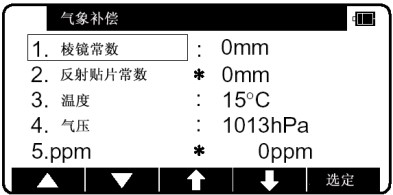 气象补偿
1. 棱镜常数 : 0mm
2. 反射贴片常数 * 0mm
3. 温度 : 15°C
4. 气压 : 1013hPa
5.ppm * 0ppm
选定